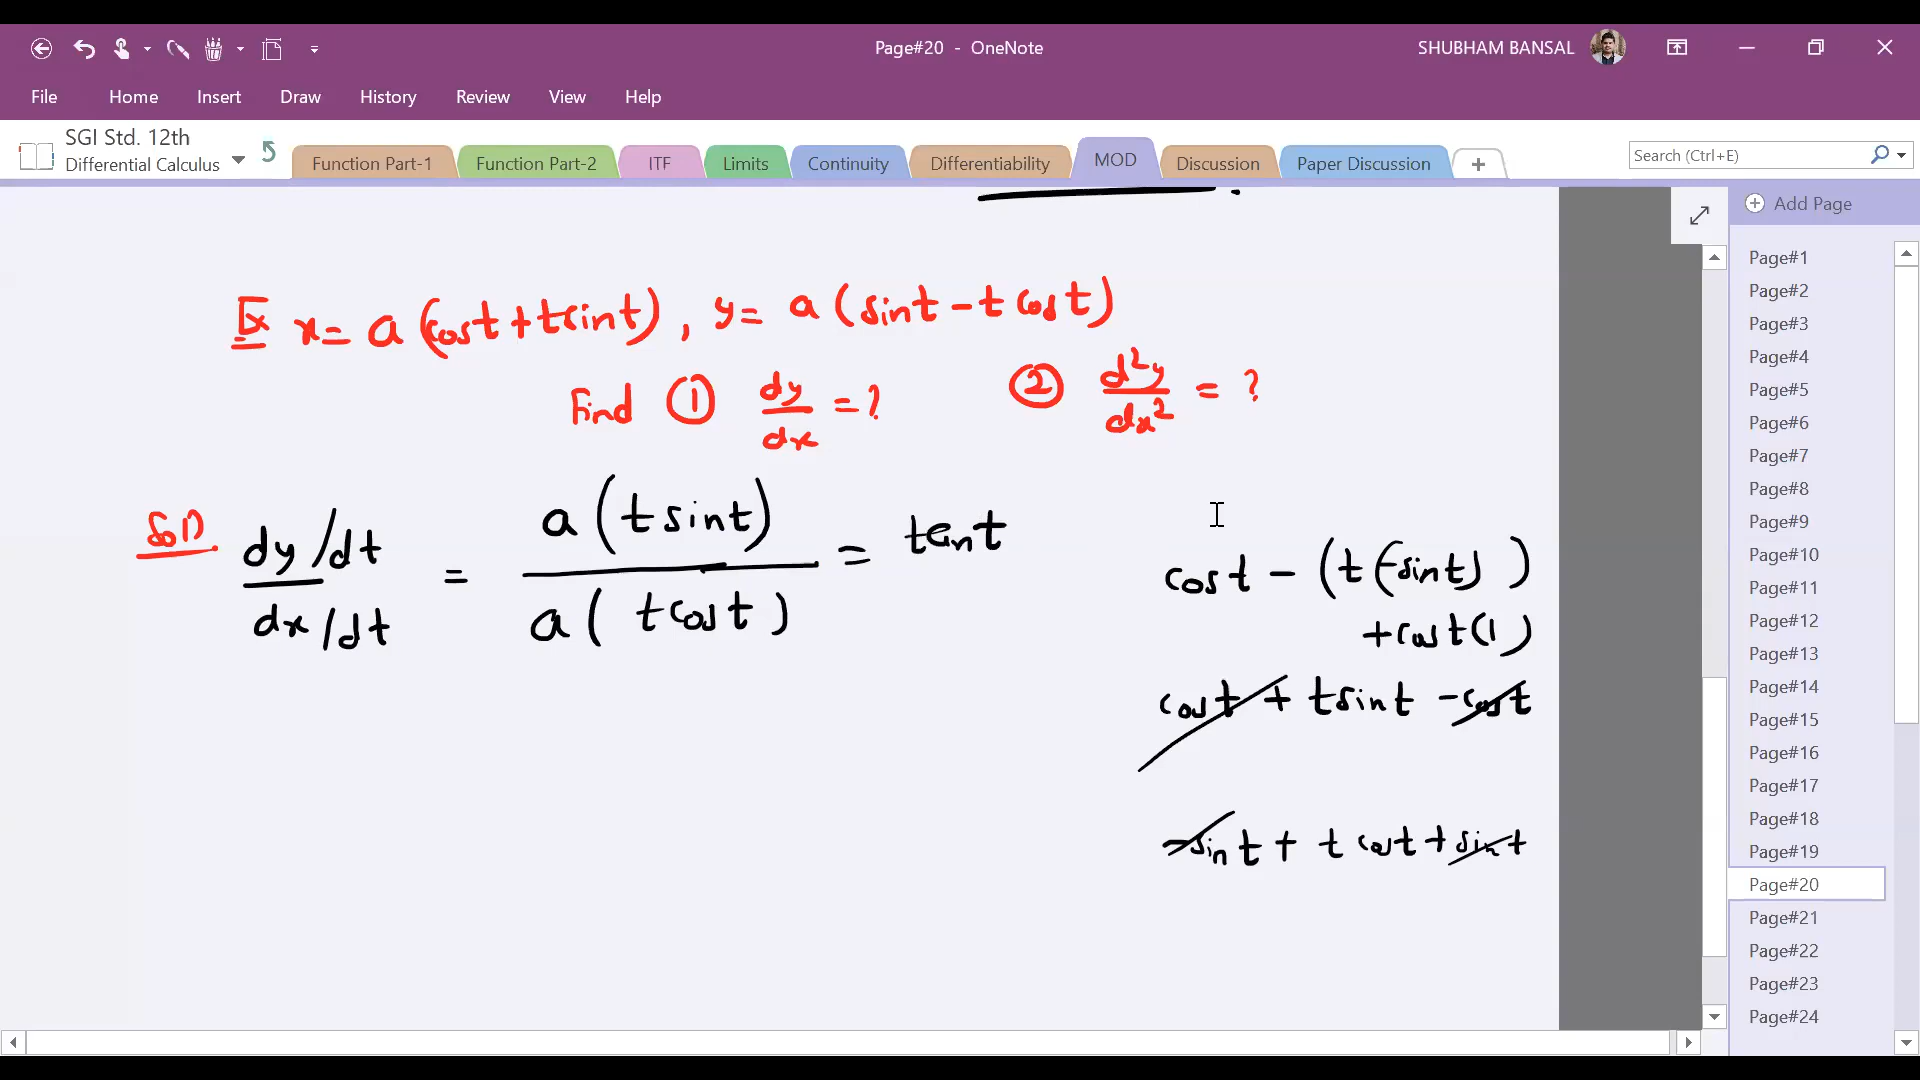 Page#20 - OneNote
SHUBHAM BANSAL
File Home Insert Draw History Review View Help
SGI Std. 12th
Differential Calculus
Function Part-1 Function Part-2 ITF Limits Continuity Differentiability MOD Discussion Paper Discussion +
Search (Ctrl+E)
Add Page
Page#1
Page#2
Page#3
Page#4
Page#5
Page#6
Page#7
Page#8
Page#9
Page#10
Page#11
Page#12
Page#13
Page#14
Page#15
Page#16
Page#17
Page#18
Page#19
Page#20
Page#21
Page#22
Page#23
Page#24
Ex x = a (cost + tsint), y = a (sint - t cost)
Find ① dy/dx = ? ② d²y/dx² = ?
Sol) dy/dt / dx/dt = a (t sint) / a ( t cost ) = tant
cost - (t (-sint)
+ cost (1)
cost + tsint - cost
-sint + t cost + sint